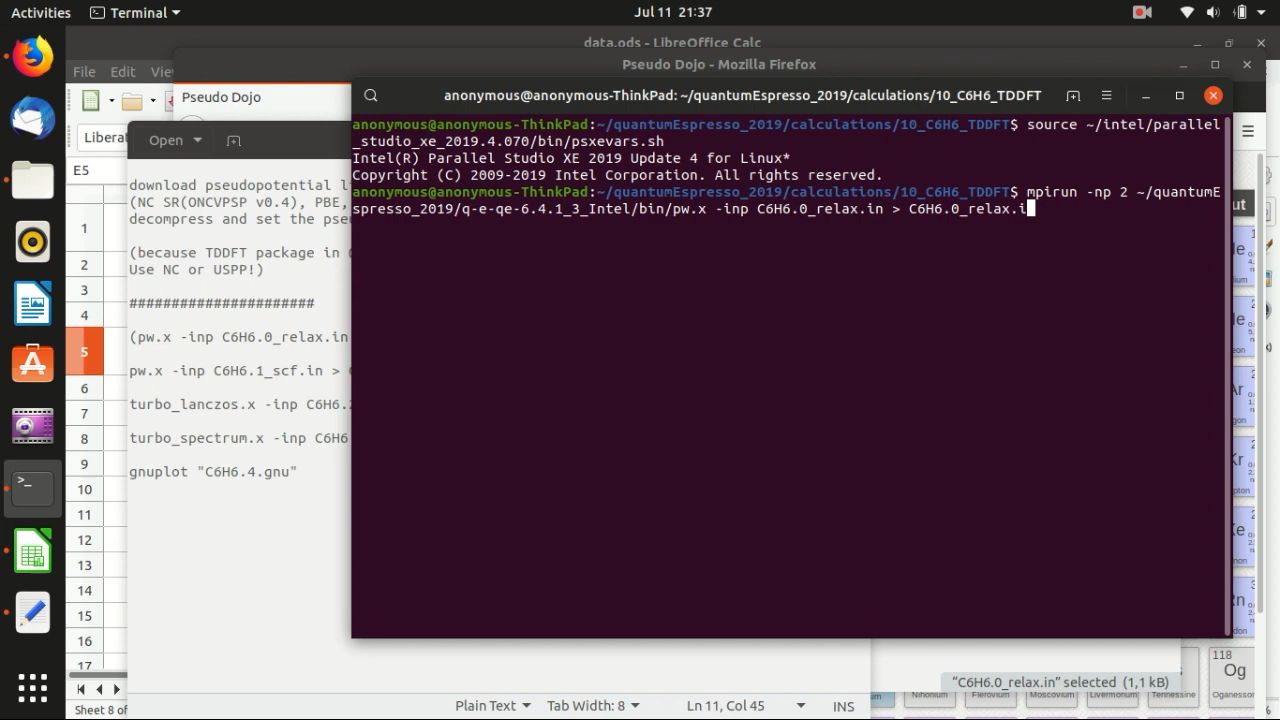 Activities
Terminal
Jul 11 21:37
data.ods - LibreOffice Calc
File Edit Vie
Pseudo Dojo - Mozilla Firefox
Pseudo Dojo
anonymous@anonymous-ThinkPad: ~/quantumEspresso_2019/calculations/10_C6H6_TDDFT
Liberat
Open
E5
anonymous@anonymous-ThinkPad:~/quantumEspresso_2019/calculations/10_C6H6_TDDFT$ source ~/intel/parallel
_studio_xe_2019.4.070/bin/psxevars.sh
Intel(R) Parallel Studio XE 2019 Update 4 for Linux*
Copyright (C) 2009-2019 Intel Corporation. All rights reserved.
anonymous@anonymous-ThinkPad:~/quantumEspresso_2019/calculations/10_C6H6_TDDFT$ mpirun -np 2 ~/quantumE
spresso_2019/q-e-qe-6.4.1_3_Intel/bin/pw.x -inp C6H6.0_relax.in > C6H6.0_relax.i
download pseudopotential l
(NC SR(ONCVPSP v0.4), PBE,
decompress and set the pse
(because TDDFT package in
Use NC or USPP!)
######################
(pw.x -inp C6H6.0_relax.in
pw.x -inp C6H6.1_scf.in >
turbo_lanczos.x -inp C6H6.
turbo_spectrum.x -inp C6H6
gnuplot "C6H6.4.gnu"
1
2
3
4
5
6
7
8
9
10
11
12
13
14
15
16
17
Sheet 8 of
ut
Ar
Kr
Xe
Rn
118
Og
Oganesson
Nihonium
Flerovium
Moscovium
Livermorium
Tennessine
"C6H6.0_relax.in" selected (1,1 kB)
Plain Text
Tab Width: 8
Ln 11, Col 45
INS